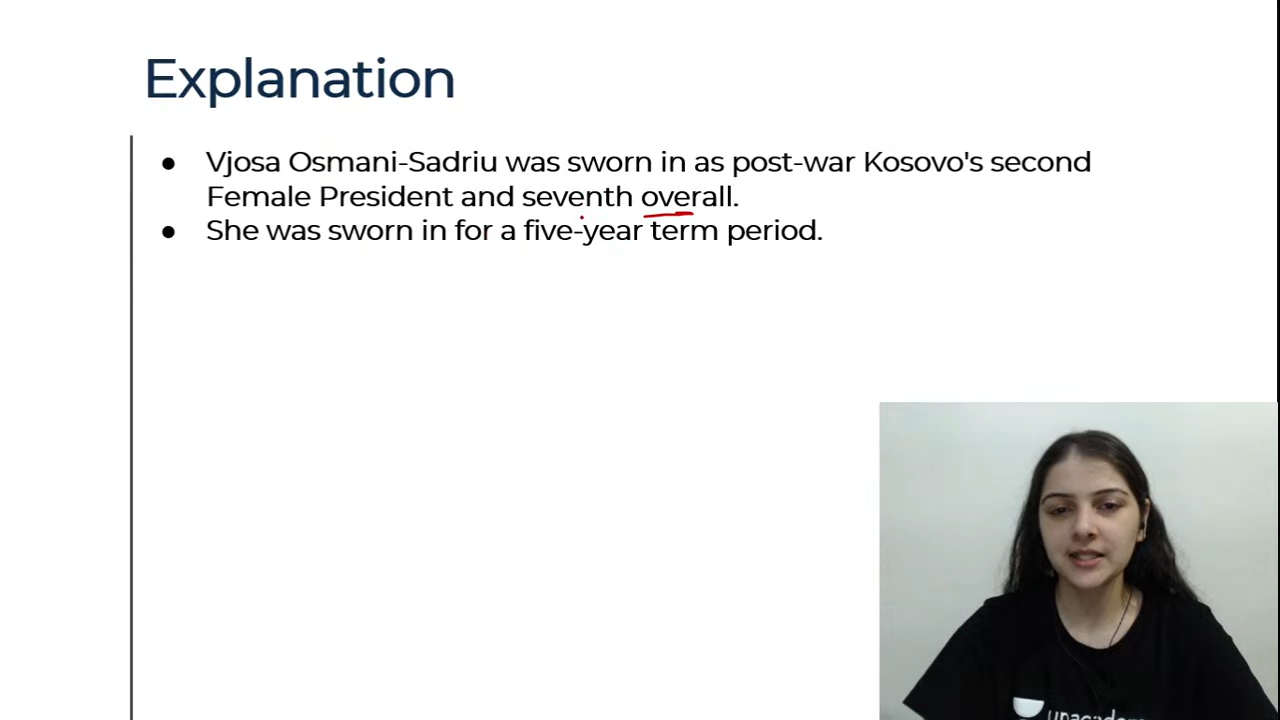 Explanation
● Vjosa Osmani-Sadriu was sworn in as post-war Kosovo's second
Female President and seventh overall.
● She was sworn in for a five-year term period.